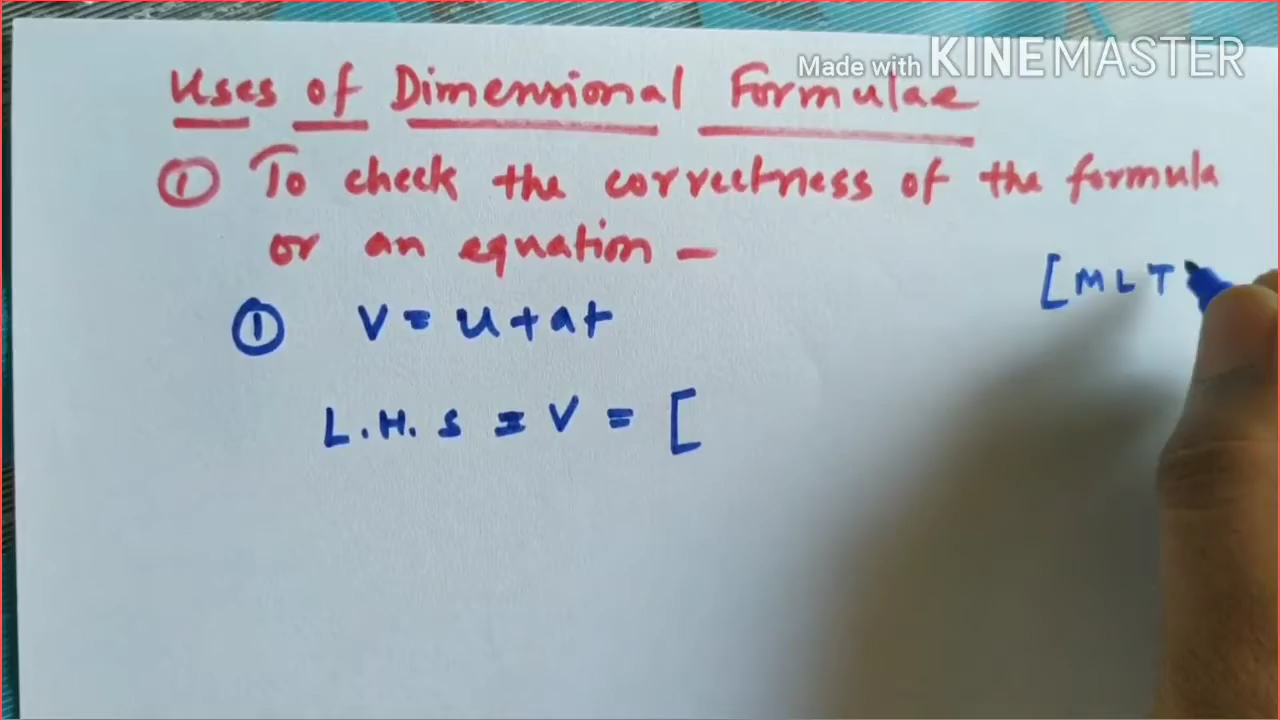 Made with KINEMASTER
Uses of Dimensional Formulae
① To check the correctness of the formula
or an equation –
[MLT
① V = u + at
L.H.S = V = [